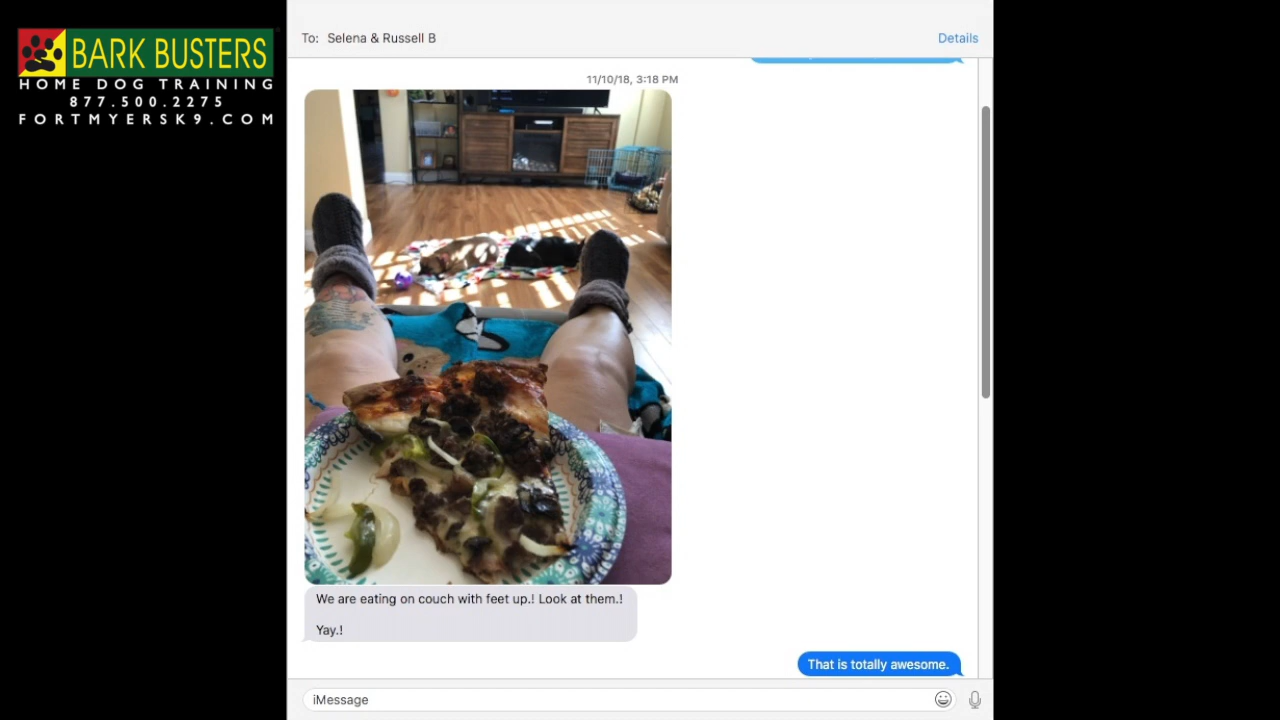 BARK BUSTERS
HOME DOG TRAINING
877.500.2275
FORTMYERSK9.COM
To: Selena & Russell B
Details
11/10/18, 3:18 PM
We are eating on couch with feet up.! Look at them.!
Yay.!
That is totally awesome.
iMessage